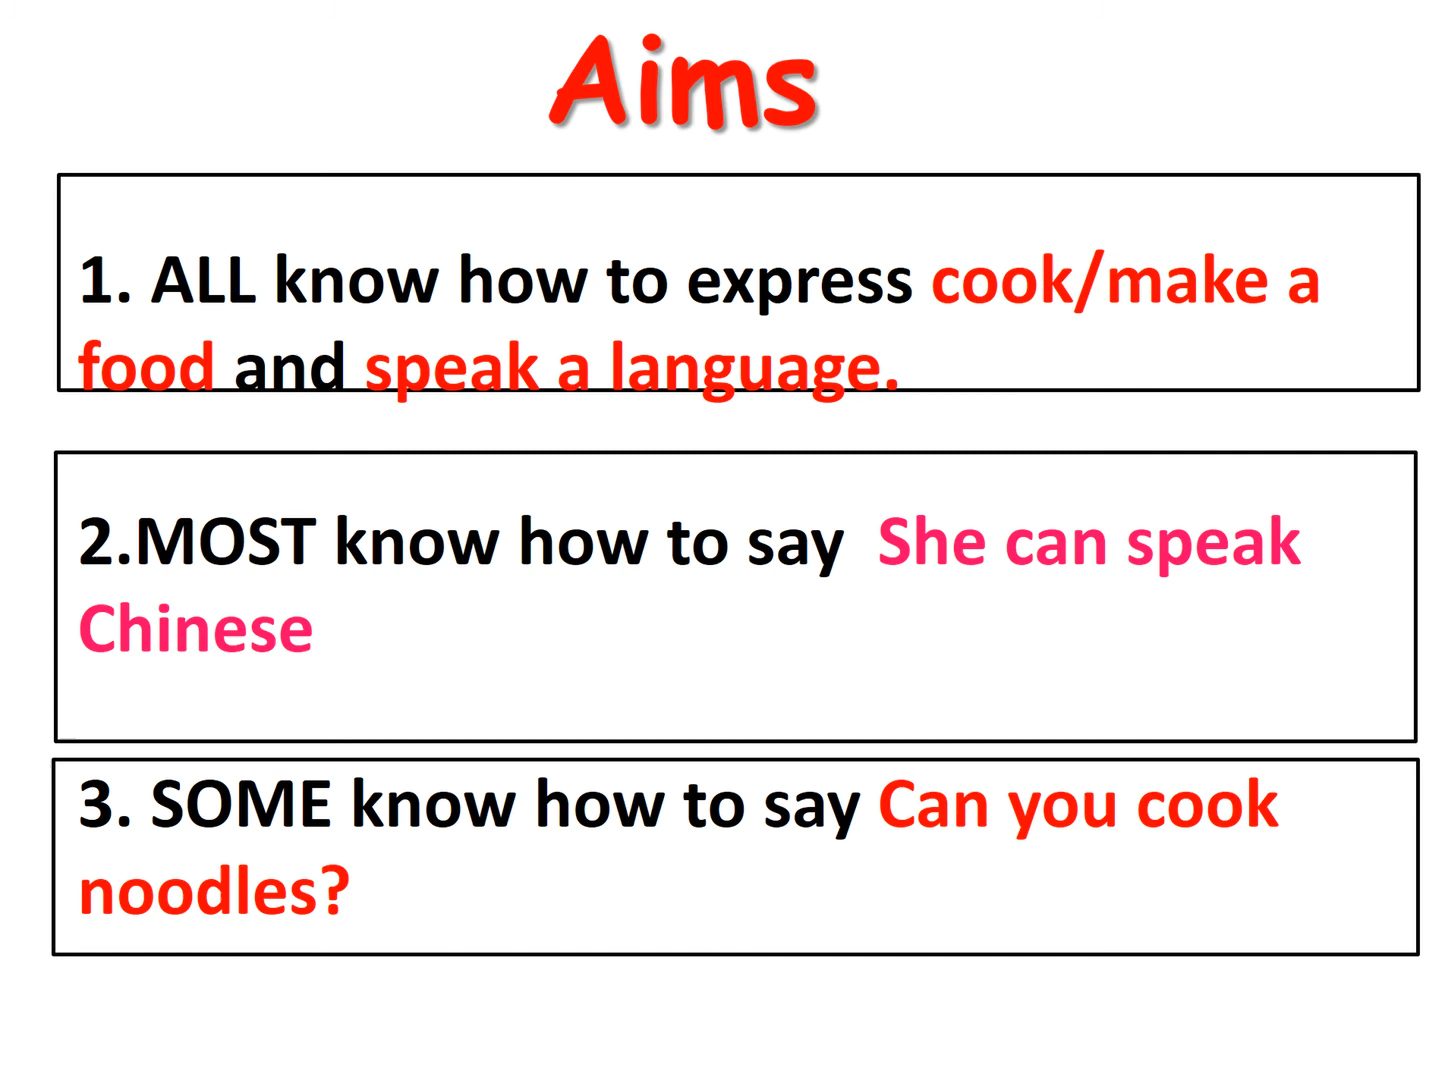 Aims
1. ALL know how to express cook/make a
food and speak a language.
2.MOST know how to say  She can speak
Chinese
3. SOME know how to say Can you cook
noodles?